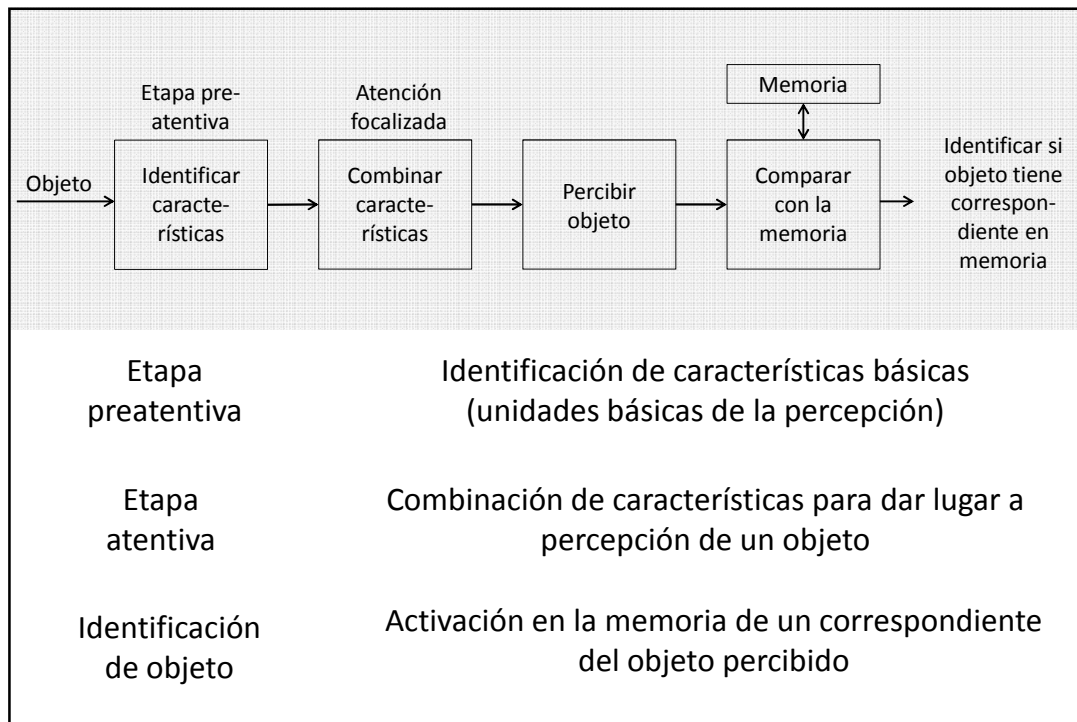 Etapa pre-
atentiva
Atención
focalizada
Memoria
Objeto
Identificar
caracte-
rísticas
Combinar
caracte-
rísticas
Percibir
objeto
Comparar
con la
memoria
Identificar si
objeto tiene
correspon-
diente en
memoria
Etapa
preatentiva
Identificación de características básicas
(unidades básicas de la percepción)
Etapa
atentiva
Combinación de características para dar lugar a
percepción de un objeto
Identificación
de objeto
Activación en la memoria de un correspondiente
del objeto percibido